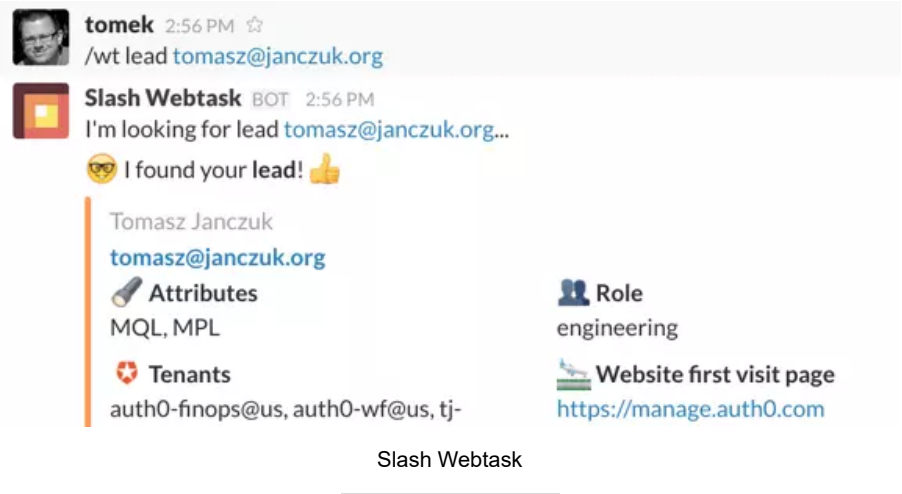 tomek 2:56 PM
/wt lead tomasz@janczuk.org
Slash Webtask BOT 2:56 PM
I'm looking for lead tomasz@janczuk.org...
I found your lead!
Tomasz Janczuk
tomasz@janczuk.org
Attributes
MQL, MPL
Role
engineering
Tenants
auth0-finops@us, auth0-wf@us, tj-
Website first visit page
https://manage.auth0.com
Slash Webtask